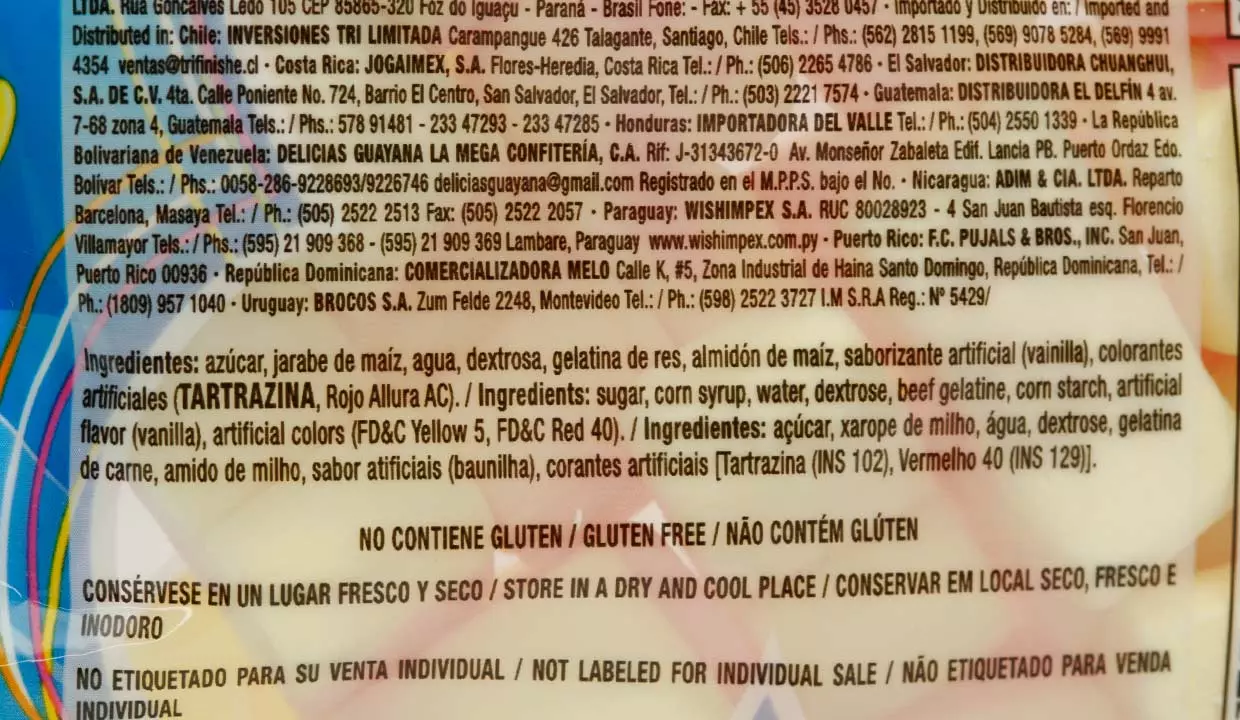 LTDA. Rua Gonçalves Ledo 105 CEP 85865-320 Foz do Iguaçu - Paraná - Brasil Fone: - Fax: + 55 (45) 3528 0457 • Importado y Distribuido en: / Imported and
Distributed in: Chile: INVERSIONES TRI LIMITADA Carampangue 426 Talagante, Santiago, Chile Tels.: / Phs.: (562) 2815 1199, (569) 9078 5284, (569) 9991
4354 ventas@trifinishe.cl • Costa Rica: JOGAIMEX, S.A. Flores-Heredia, Costa Rica Tel.: / Ph.: (506) 2265 4786 • El Salvador: DISTRIBUIDORA CHUANGHUI,
S.A. DE C.V. 4ta. Calle Poniente No. 724, Barrio El Centro, San Salvador, El Salvador, Tel.: / Ph.: (503) 2221 7574 • Guatemala: DISTRIBUIDORA EL DELFÍN 4 av.
7-68 zona 4, Guatemala Tels.: / Phs.: 578 91481 - 233 47293 - 233 47285 • Honduras: IMPORTADORA DEL VALLE Tel.: / Ph.: (504) 2550 1339 • La República
Bolivariana de Venezuela: DELICIAS GUAYANA LA MEGA CONFITERÍA, C.A. Rif: J-31343672-0 Av. Monseñor Zabaleta Edif. Lancia PB. Puerto Ordaz Edo.
Bolívar Tels.: / Phs.: 0058-286-9228693/9226746 deliciasguayana@gmail.com Registrado en el M.P.P.S. bajo el No. • Nicaragua: ADIM & CIA. LTDA. Reparto
Barcelona, Masaya Tel.: / Ph.: (505) 2522 2513 Fax: (505) 2522 2057 • Paraguay: WISHIMPEX S.A. RUC 80028923 - 4 San Juan Bautista esq. Florencio
Villamayor Tels.: / Phs.: (595) 21 909 368 - (595) 21 909 369 Lambare, Paraguay www.wishimpex.com.py • Puerto Rico: F.C. PUJALS & BROS., INC. San Juan,
Puerto Rico 00936 • República Dominicana: COMERCIALIZADORA MELO Calle K, #5, Zona Industrial de Haina Santo Domingo, República Dominicana, Tel.: /
Ph.: (1809) 957 1040 • Uruguay: BROCOS S.A. Zum Felde 2248, Montevideo Tel.: / Ph.: (598) 2522 3727 I.M S.R.A Reg.: Nº 5429/
Ingredientes: azúcar, jarabe de maíz, agua, dextrosa, gelatina de res, almidón de maíz, saborizante artificial (vainilla), colorantes
artificiales (TARTRAZINA, Rojo Allura AC). / Ingredients: sugar, corn syrup, water, dextrose, beef gelatine, corn starch, artificial
flavor (vanilla), artificial colors (FD&C Yellow 5, FD&C Red 40). / Ingredientes: açúcar, xarope de milho, água, dextrose, gelatina
de carne, amido de milho, sabor atificiais (baunilha), corantes artificiais [Tartrazina (INS 102), Vermelho 40 (INS 129)].
NO CONTIENE GLUTEN / GLUTEN FREE / NÃO CONTÉM GLÚTEN
CONSÉRVESE EN UN LUGAR FRESCO Y SECO / STORE IN A DRY AND COOL PLACE / CONSERVAR EM LOCAL SECO, FRESCO E
INODORO
NO ETIQUETADO PARA SU VENTA INDIVIDUAL / NOT LABELED FOR INDIVIDUAL SALE / NÃO ETIQUETADO PARA VENDA
INDIVIDUAL